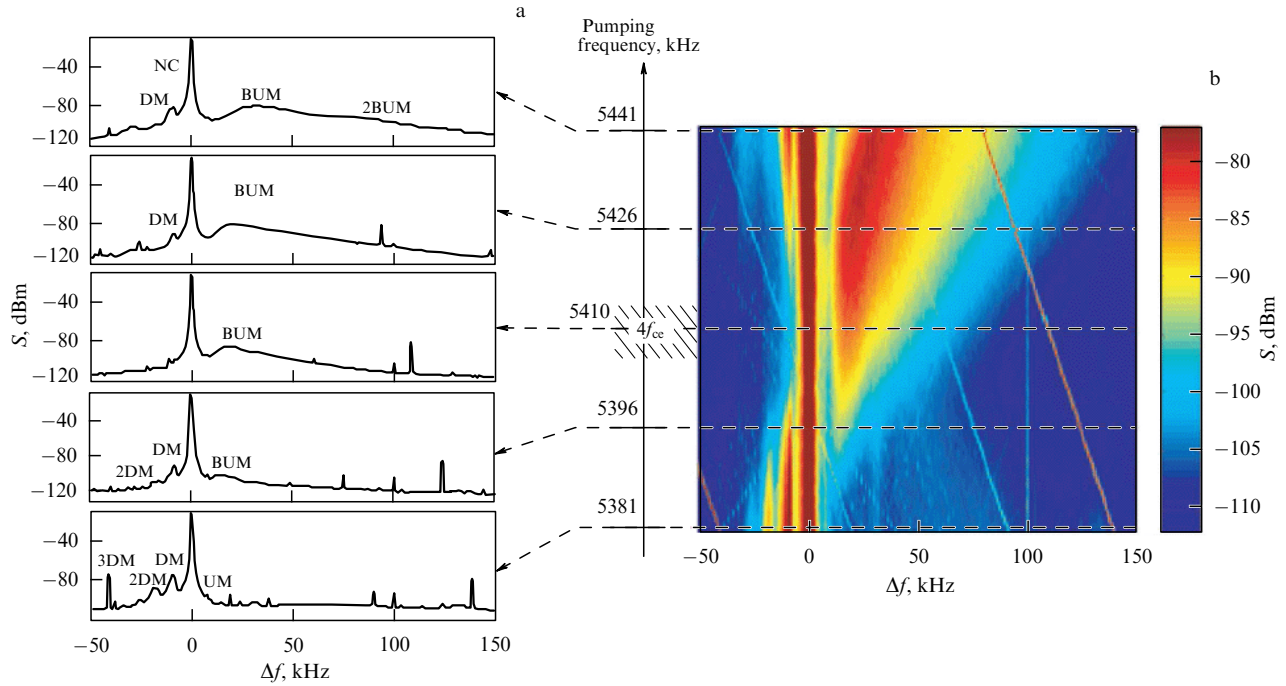 a
−40
−80
−120
NC
DM
BUM
2BUM
−40
−80
−120
DM
BUM
−40
−80
−120
BUM
−40
−80
−120
2DM
DM
BUM
−40
−80
3DM
2DM
DM
UM
S, dBm
−50
0
50
100
150
Δf, kHz
Pumping
frequency, kHz
5441
5426
5410
4fce
5396
5381
b
−50
0
50
100
150
Δf, kHz
−80
−85
−90
−95
−100
−105
−110
S, dBm